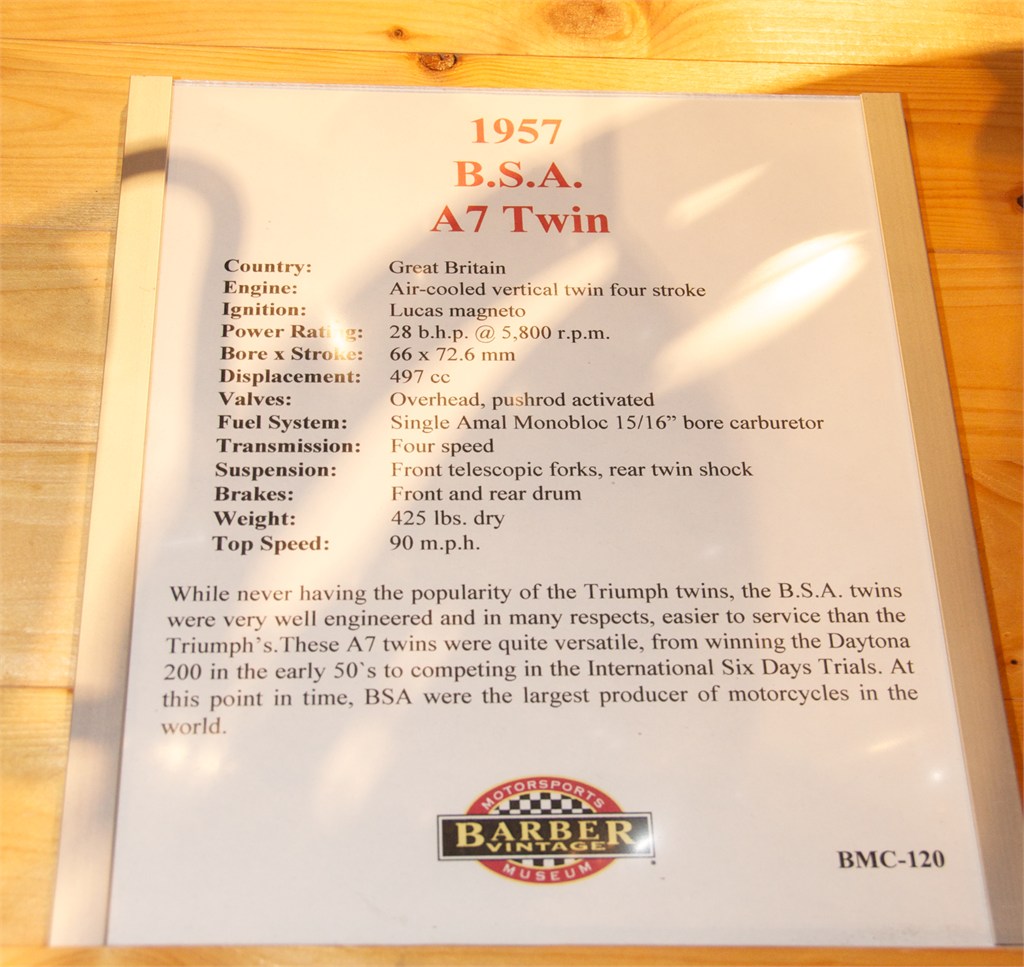 1957
B.S.A.
A7 Twin
Country: Great Britain
Engine: Air-cooled vertical twin four stroke
Ignition: Lucas magneto
Power Rating: 28 b.h.p. @ 5,800 r.p.m.
Bore x Stroke: 66 x 72.6 mm
Displacement: 497 cc
Valves: Overhead, pushrod activated
Fuel System: Single Amal Monobloc 15/16” bore carburetor
Transmission: Four speed
Suspension: Front telescopic forks, rear twin shock
Brakes: Front and rear drum
Weight: 425 lbs. dry
Top Speed: 90 m.p.h.
While never having the popularity of the Triumph twins, the B.S.A. twins
were very well engineered and in many respects, easier to service than the
Triumph’s.These A7 twins were quite versatile, from winning the Daytona
200 in the early 50`s to competing in the International Six Days Trials. At
this point in time, BSA were the largest producer of motorcycles in the
world.
MOTORSPORTS
BARBER
VINTAGE
MUSEUM
BMC-120